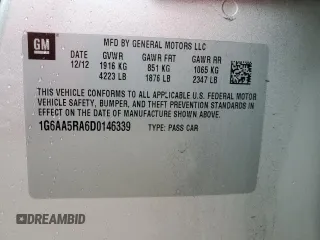 GM
MFD BY GENERAL MOTORS LLC
DATE GVWR GAWR FRT GAWR RR
12/12 1916 KG 851 KG 1065 KG
4223 LB 1876 LB 2347 LB
THIS VEHICLE CONFORMS TO ALL APPLICABLE U.S. FEDERAL MOTOR
VEHICLE SAFETY, BUMPER, AND THEFT PREVENTION STANDARDS IN
EFFECT ON THE DATE OF MANUFACTURE SHOWN ABOVE.
1G6AA5RA6D0146339 TYPE: PASS CAR
@DREAMBID